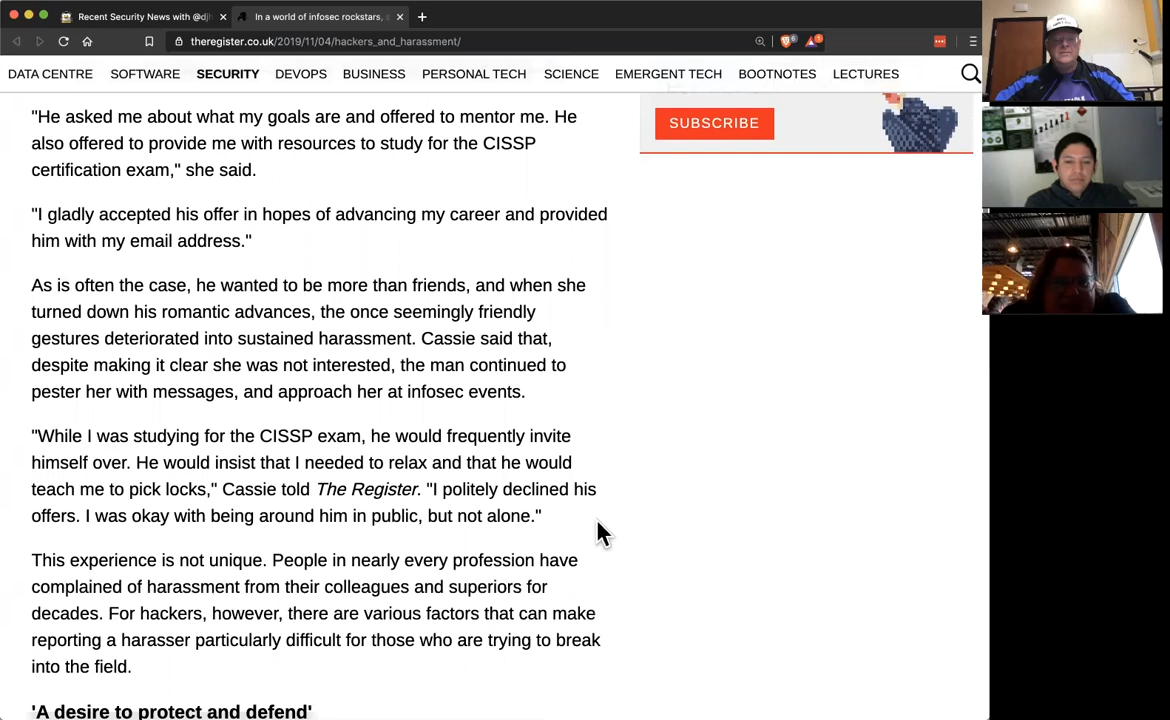 Recent Security News with @djh
In a world of infosec rockstars,
theregister.co.uk/2019/11/04/hackers_and_harassment/
DATA CENTRE SOFTWARE SECURITY DEVOPS BUSINESS PERSONAL TECH SCIENCE EMERGENT TECH BOOTNOTES LECTURES
"He asked me about what my goals are and offered to mentor me. He
also offered to provide me with resources to study for the CISSP
certification exam," she said.
"I gladly accepted his offer in hopes of advancing my career and provided
him with my email address."
As is often the case, he wanted to be more than friends, and when she
turned down his romantic advances, the once seemingly friendly
gestures deteriorated into sustained harassment. Cassie said that,
despite making it clear she was not interested, the man continued to
pester her with messages, and approach her at infosec events.
"While I was studying for the CISSP exam, he would frequently invite
himself over. He would insist that I needed to relax and that he would
teach me to pick locks," Cassie told The Register. "I politely declined his
offers. I was okay with being around him in public, but not alone."
This experience is not unique. People in nearly every profession have
complained of harassment from their colleagues and superiors for
decades. For hackers, however, there are various factors that can make
reporting a harasser particularly difficult for those who are trying to break
into the field.
'A desire to protect and defend'
SUBSCRIBE